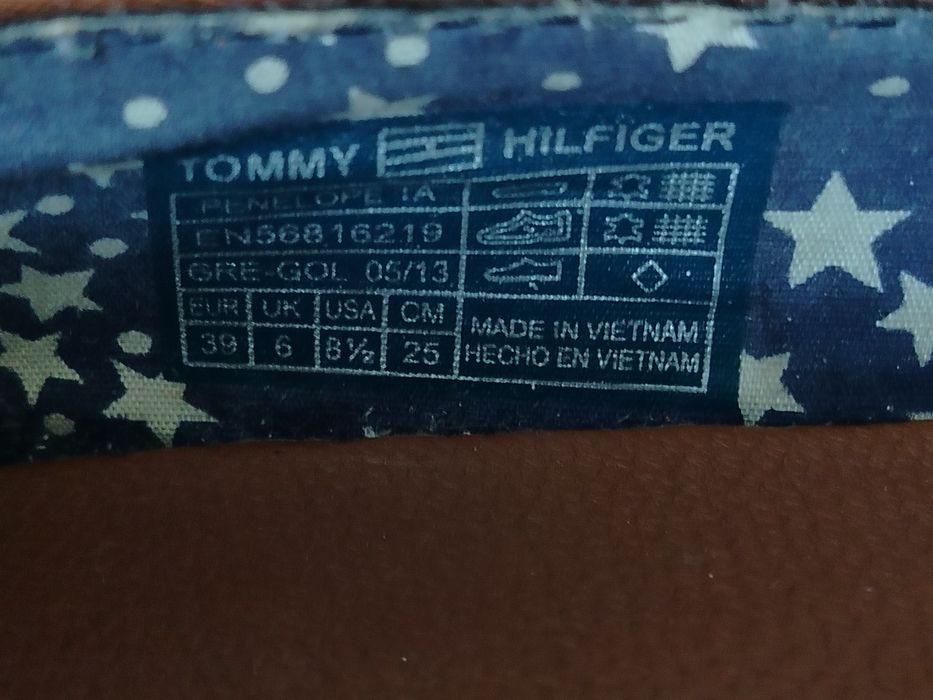 TOMMY HILFIGER
PENELOPE 1A
EN56816219
GRE-GOL 05/13
EUR UK USA CM
39 6 8½ 25
MADE IN VIETNAM
HECHO EN VIETNAM